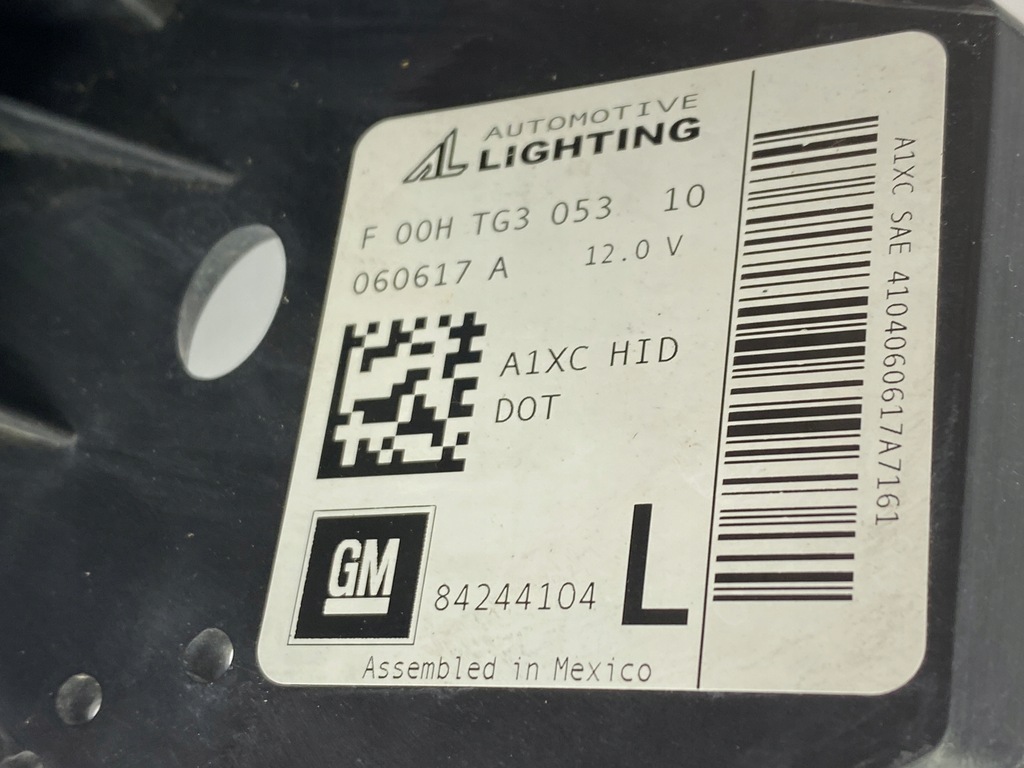 AL AUTOMOTIVE
LIGHTING
F 00H TG3 053 10
060617 A 12.0 V
A1XC HID
DOT
GM
84244104 L
Assembled in Mexico
A1XC SAE 4104060617A7161